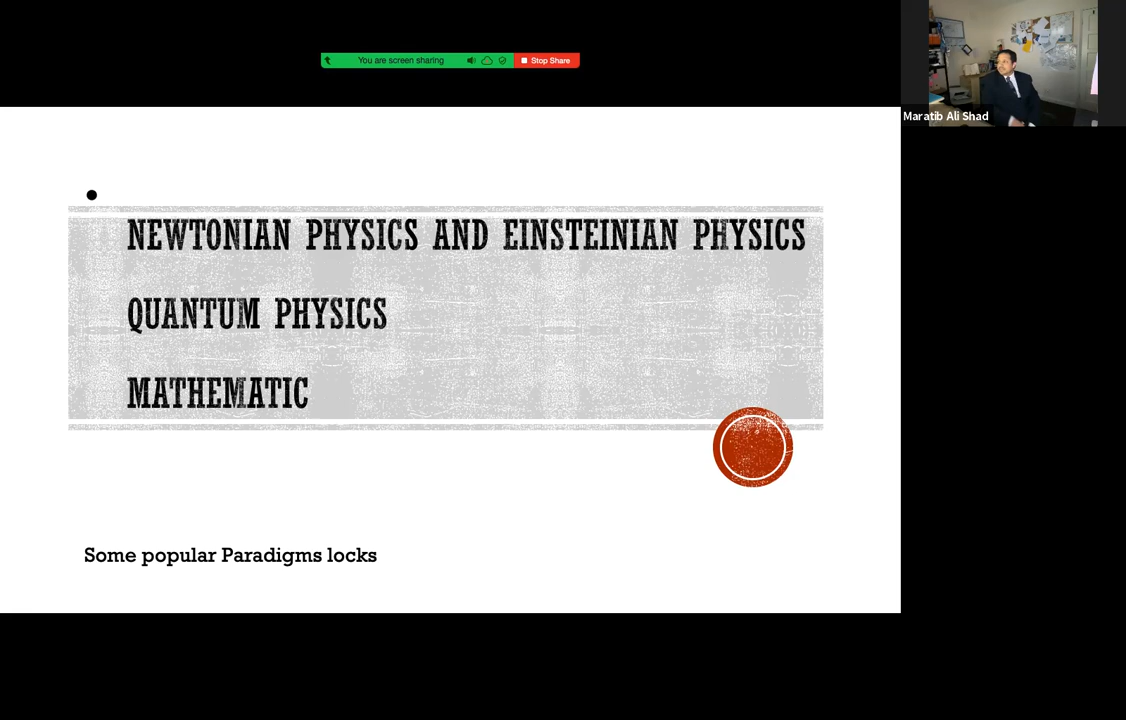 You are screen sharing
Stop Share
Maratib Ali Shad
NEWTONIAN PHYSICS AND EINSTEINIAN PHYSICS
QUANTUM PHYSICS
MATHEMATIC
Some popular Paradigms locks